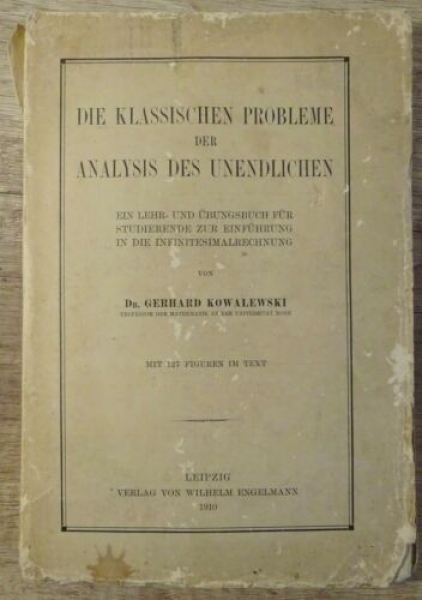 DIE KLASSISCHEN PROBLEME
DER
ANALYSIS DES UNENDLICHEN
EIN LEHR- UND ÜBUNGSBUCH FÜR
STUDIERENDE ZUR EINFÜHRUNG
IN DIE INFINITESIMALRECHNUNG
VON
DR. GERHARD KOWALEWSKI
PROFESSOR DER MATHEMATIK AN DER UNIVERSITÄT BONN
MIT 127 FIGUREN IM TEXT
LEIPZIG
VERLAG VON WILHELM ENGELMANN
1910